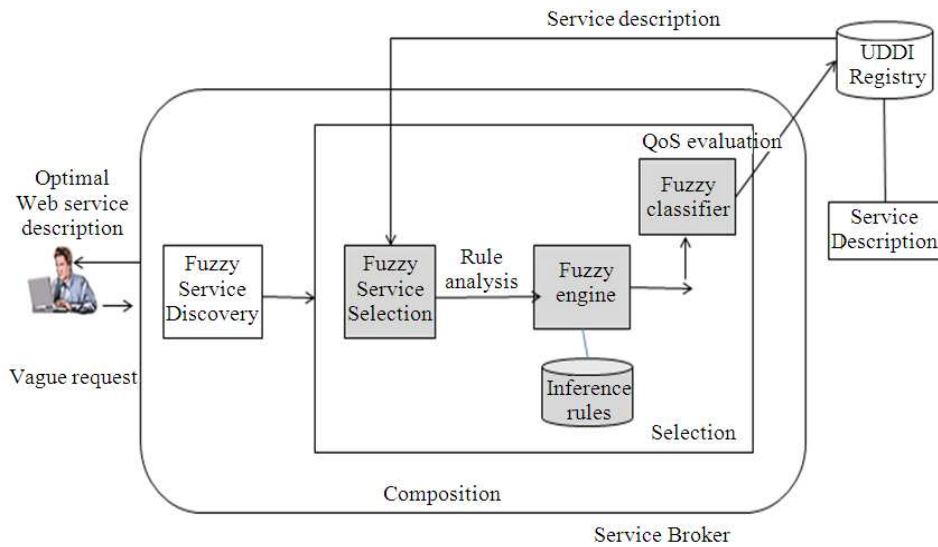 Service description
UDDI
Registry
QoS evaluation
Fuzzy
classifier
Service
Description
Optimal
Web service
description
Fuzzy
Service
Discovery
Fuzzy
Service
Selection
Rule
analysis
Fuzzy
engine
Vague request
Inference
rules
Selection
Composition
Service Broker